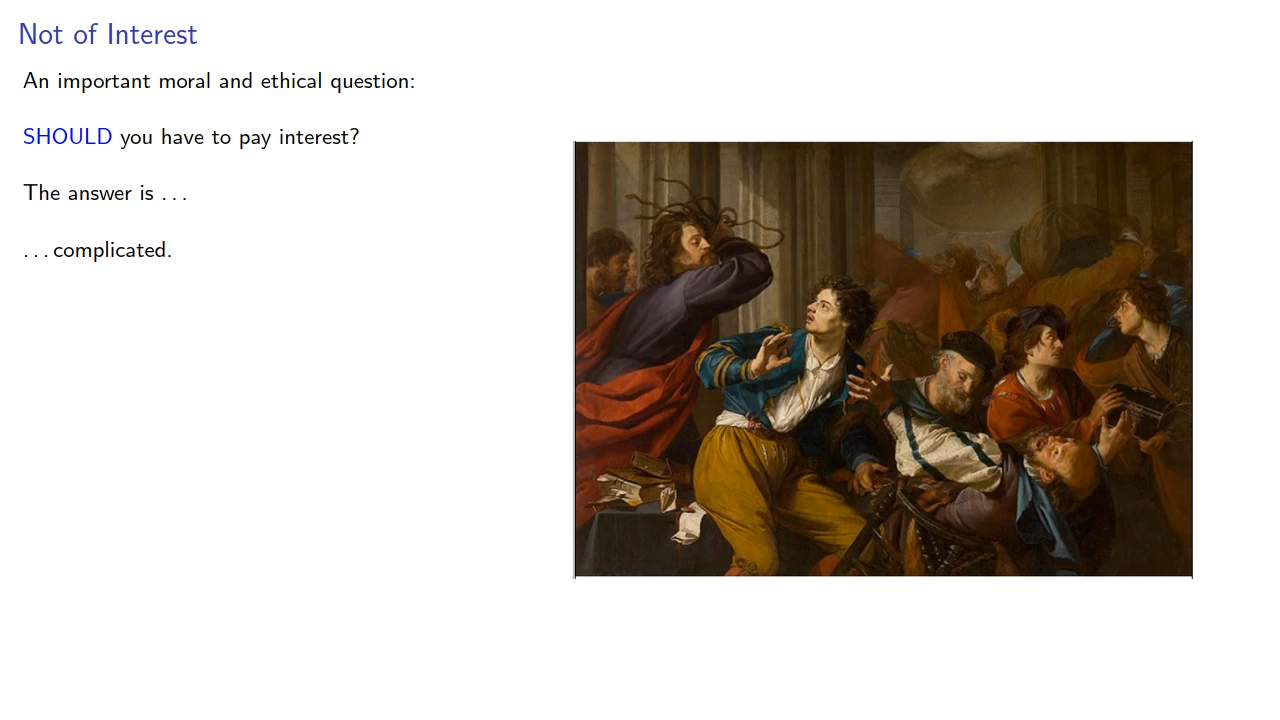 Not of Interest
An important moral and ethical question:
SHOULD you have to pay interest?
The answer is . . .
. . . complicated.